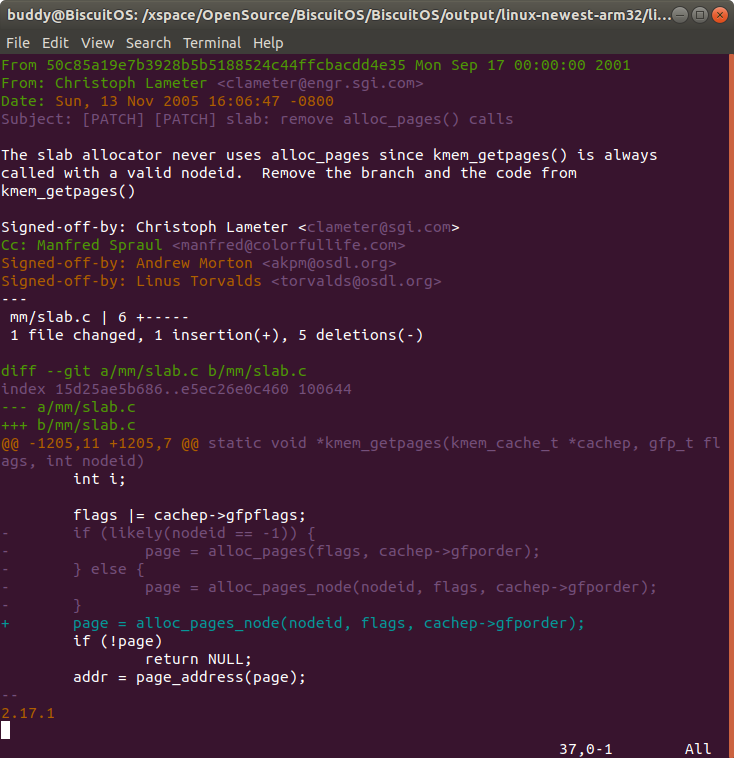 buddy@BiscuitOS: /xspace/OpenSource/BiscuitOS/BiscuitOS/output/linux-newest-arm32/li...
File Edit View Search Terminal Help
From 50c85a19e7b3928b5b5188524c44ffcbacdd4e35 Mon Sep 17 00:00:00 2001
From: Christoph Lameter <clameter@engr.sgi.com>
Date: Sun, 13 Nov 2005 16:06:47 -0800
Subject: [PATCH] [PATCH] slab: remove alloc_pages() calls

The slab allocator never uses alloc_pages since kmem_getpages() is always
called with a valid nodeid.  Remove the branch and the code from
kmem_getpages()

Signed-off-by: Christoph Lameter <clameter@sgi.com>
Cc: Manfred Spraul <manfred@colorfullife.com>
Signed-off-by: Andrew Morton <akpm@osdl.org>
Signed-off-by: Linus Torvalds <torvalds@osdl.org>
---
 mm/slab.c | 6 +-----
 1 file changed, 1 insertion(+), 5 deletions(-)

diff --git a/mm/slab.c b/mm/slab.c
index 15d25ae5b686..e5ec26e0c460 100644
--- a/mm/slab.c
+++ b/mm/slab.c
@@ -1205,11 +1205,7 @@ static void *kmem_getpages(kmem_cache_t *cachep, gfp_t fl
ags, int nodeid)
        int i;

        flags |= cachep->gfpflags;
-       if (likely(nodeid == -1)) {
-               page = alloc_pages(flags, cachep->gfporder);
-       } else {
-               page = alloc_pages_node(nodeid, flags, cachep->gfporder);
-       }
+       page = alloc_pages_node(nodeid, flags, cachep->gfporder);
        if (!page)
                return NULL;
        addr = page_address(page);
--
2.17.1
37,0-1        All